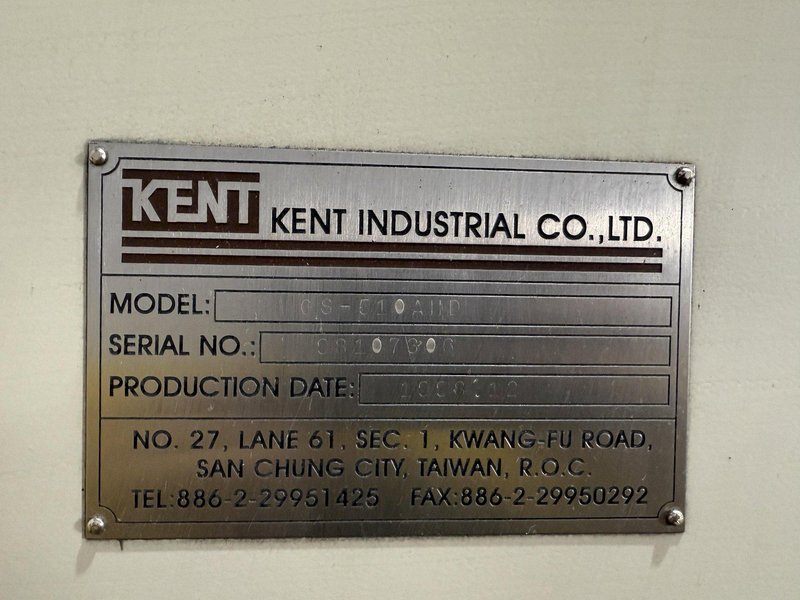 KENT KENT INDUSTRIAL CO.,LTD.
MODEL:
SERIAL NO.:
PRODUCTION DATE:
NO. 27, LANE 61, SEC. 1, KWANG-FU ROAD,
SAN CHUNG CITY, TAIWAN, R.O.C.
TEL:886-2-29951425 FAX:886-2-29950292